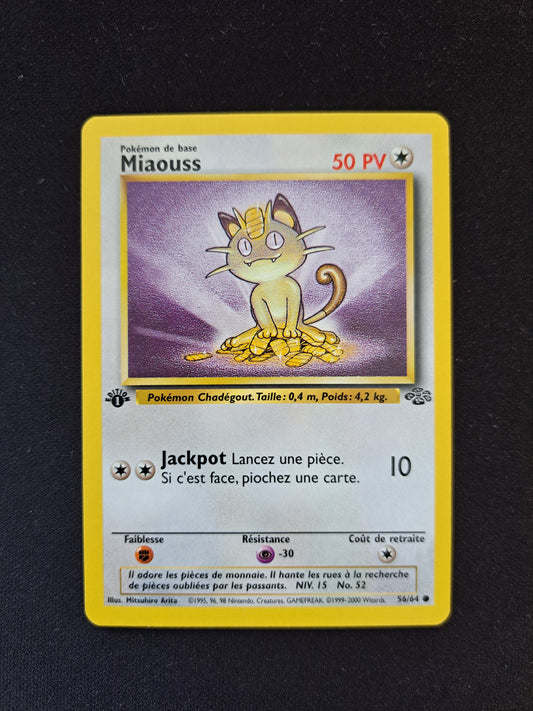 Pokémon de base
Miaouss
50 PV
EDITION 1
Pokémon Chadégout. Taille: 0,4 m, Poids: 4,2 kg.
Jackpot Lancez une pièce.
Si c'est face, piochez une carte.
10
Faiblesse Résistance Coût de retraite
-30
Il adore les pièces de monnaie. Il hante les rues à la recherche
de pièces oubliées par les passants. NIV. 15 No. 52
Illus. Mitsuhiro Arita ©1995, 96, 98 Nintendo, Creatures, GAMEFREAK. ©1999-2000 Wizards. 56/64